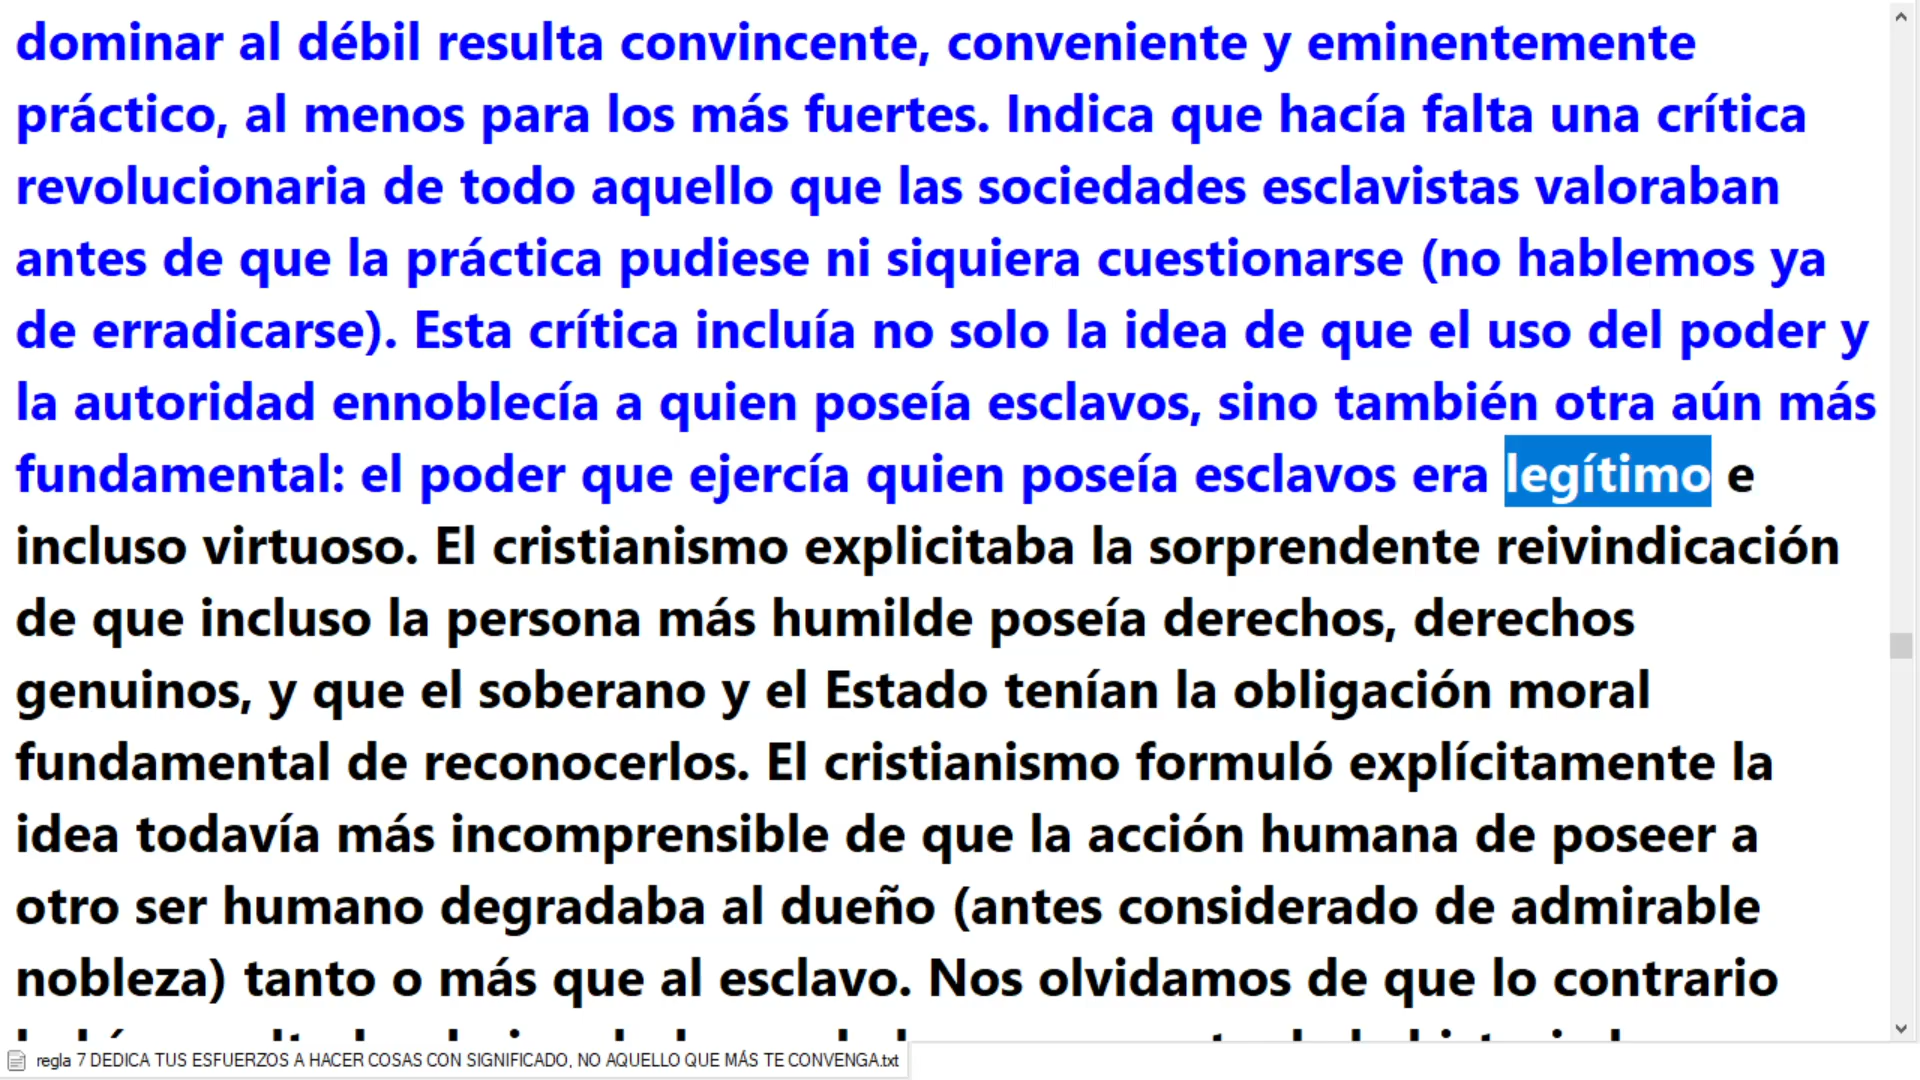 dominar al débil resulta convincente, conveniente y eminentemente
práctico, al menos para los más fuertes. Indica que hacía falta una crítica
revolucionaria de todo aquello que las sociedades esclavistas valoraban
antes de que la práctica pudiese ni siquiera cuestionarse (no hablemos ya
de erradicarse). Esta crítica incluía no solo la idea de que el uso del poder y
la autoridad ennoblecía a quien poseía esclavos, sino también otra aún más
fundamental: el poder que ejercía quien poseía esclavos era legítimo e
incluso virtuoso. El cristianismo explicitaba la sorprendente reivindicación
de que incluso la persona más humilde poseía derechos, derechos
genuinos, y que el soberano y el Estado tenían la obligación moral
fundamental de reconocerlos. El cristianismo formuló explícitamente la
idea todavía más incomprensible de que la acción humana de poseer a
otro ser humano degradaba al dueño (antes considerado de admirable
nobleza) tanto o más que al esclavo. Nos olvidamos de que lo contrario
regla 7 DEDICA TUS ESFUERZOS A HACER COSAS CON SIGNIFICADO, NO AQUELLO QUE MÁS TE CONVENGA.txt